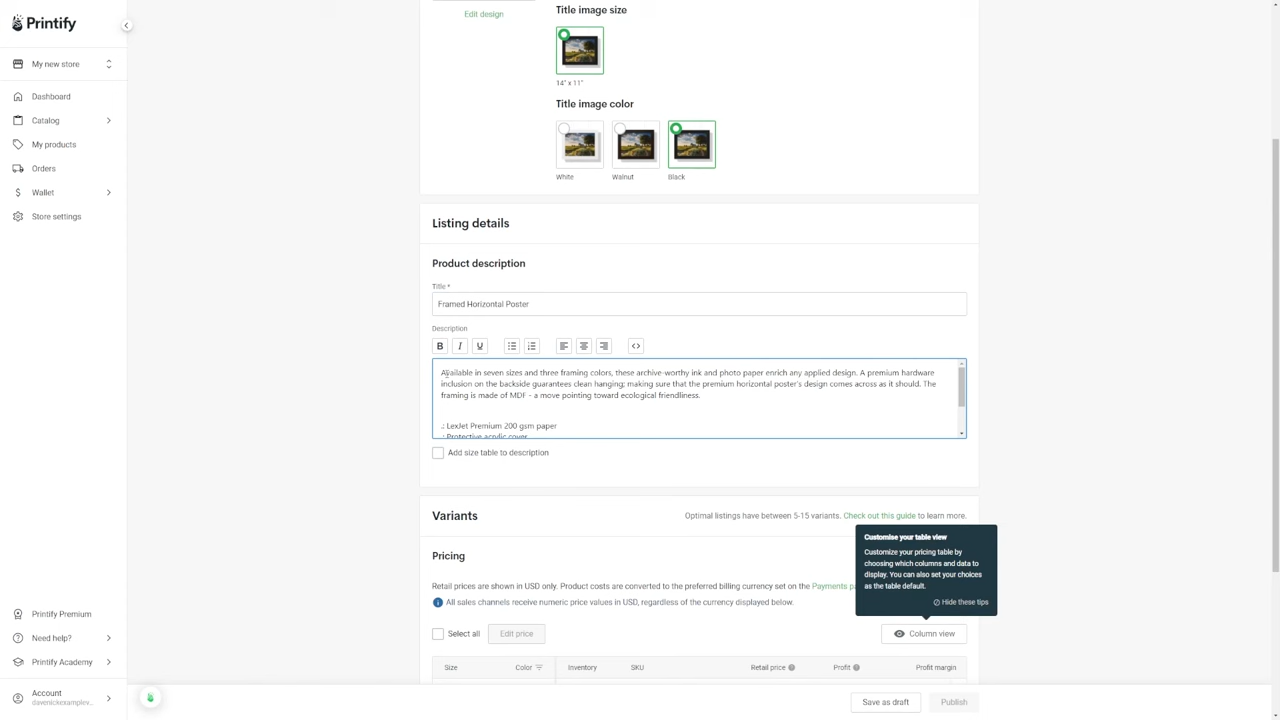 Printify
My new store
Dashboard
Catalog
My products
Orders
Wallet
Store settings
Printify Premium
Need help?
Printify Academy
Account
davenickexamplev...
Edit design
Title image size
14" x 11"
Title image color
White
Walnut
Black
Listing details
Product description
Title *
Framed Horizontal Poster
Description
B I U <>
Available in seven sizes and three framing colors, these archive-worthy ink and photo paper enrich any applied design. A premium hardware
inclusion on the backside guarantees clean hanging; making sure that the premium horizontal poster's design comes across as it should. The
framing is made of MDF - a move pointing toward ecological friendliness.
.: LexJet Premium 200 gsm paper
.: Protective acrylic cover
Add size table to description
Variants
Optimal listings have between 5-15 variants. Check out this guide to learn more.
Customise your table view
Customize your pricing table by
choosing which columns and data to
display. You can also set your choices
as the table default.
Hide these tips
Pricing
Retail prices are shown in USD only. Product costs are converted to the preferred billing currency set on the Payments
All sales channels receive numeric price values in USD, regardless of the currency displayed below.
Select all
Edit price
Column view
Size
Color
Inventory
SKU
Retail price
Profit
Profit margin
Save as draft
Publish